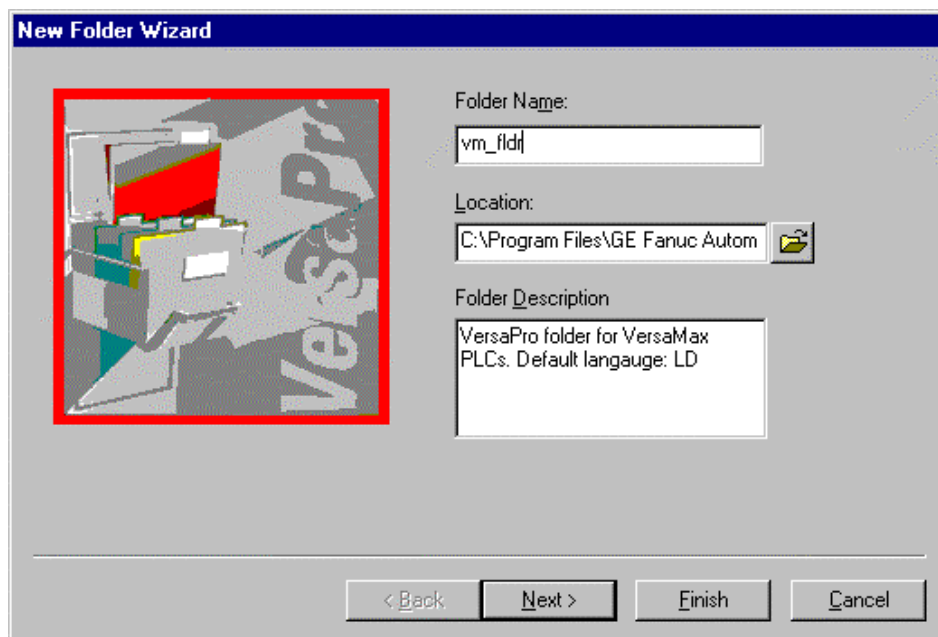 New Folder Wizard
VersaPro
Folder Name:
vm_fldr
Location:
C:\Program Files\GE Fanuc Autom
Folder Description
VersaPro folder for VersaMax
PLCs. Default langauge: LD
< Back
Next >
Finish
Cancel